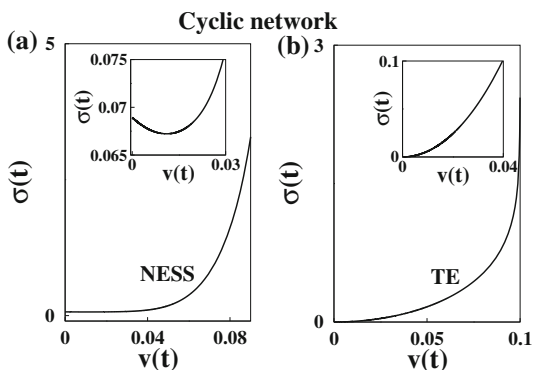 Cyclic network
(a)
5
0.075
σ(t)
0.07
0.065
0
0.03
v(t)
σ(t)
NESS
0
0
0.04
0.08
v(t)
(b)
3
0.1
σ(t)
0
0
0.04
v(t)
σ(t)
TE
0
0
0.05
0.1
v(t)